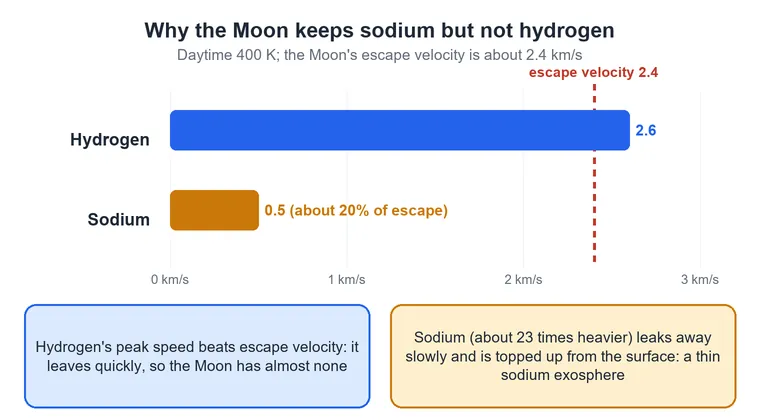 Why the Moon keeps sodium but not hydrogen
Daytime 400 K; the Moon's escape velocity is about 2.4 km/s
escape velocity 2.4
Hydrogen
2.6
Sodium
0.5 (about 20% of escape)
0 km/s
1 km/s
2 km/s
3 km/s
Hydrogen's peak speed beats escape velocity: it
leaves quickly, so the Moon has almost none
Sodium (about 23 times heavier) leaks away
slowly and is topped up from the surface: a thin
sodium exosphere